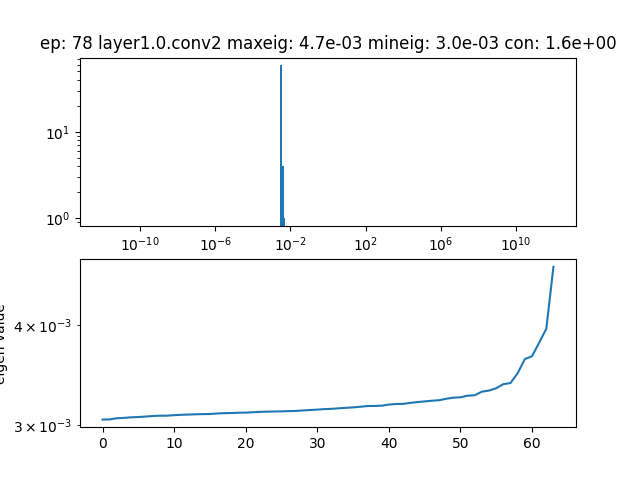 ep: 78 layer1.0.conv2 maxeig: 4.7e-03 mineig: 3.0e-03 con: 1.6e+00
10¹
10⁰
10⁻¹⁰ 10⁻⁶ 10⁻² 10² 10⁶ 10¹⁰
eigen value
4 × 10⁻³
3 × 10⁻³
0 10 20 30 40 50 60